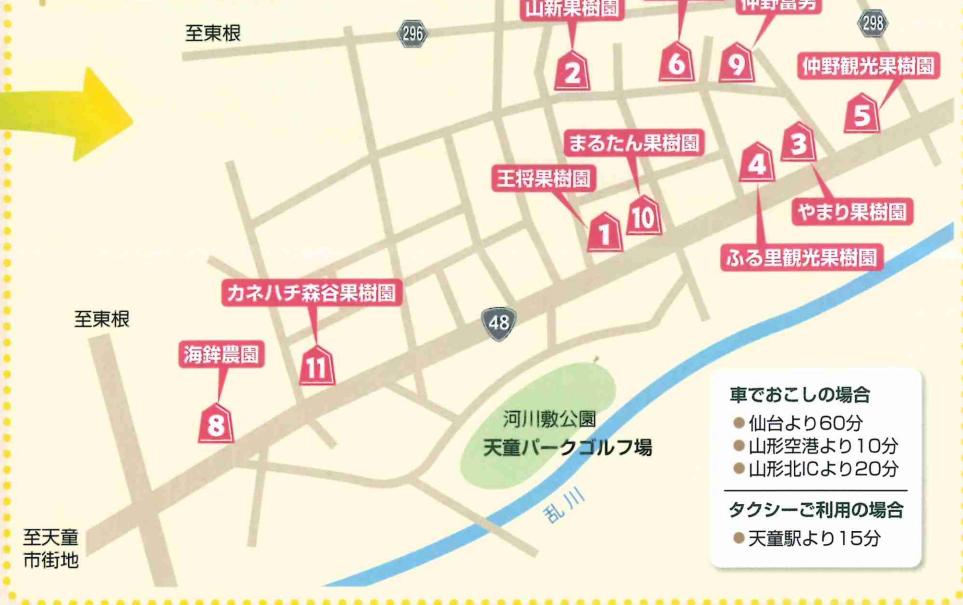 山新果樹園
仲野富男
至東根
296
298
2
6
9
仲野観光果樹園
5
まるたん果樹園
4
3
王将果樹園
1
10
やまり果樹園
ふる里観光果樹園
カネハチ森谷果樹園
48
至東根
海鉾農園
11
8
河川敷公園
天童パークゴルフ場
乱川
車でおこしの場合
●仙台より60分
●山形空港より10分
●山形北ICより20分
タクシーご利用の場合
●天童駅より15分
至天童
市街地